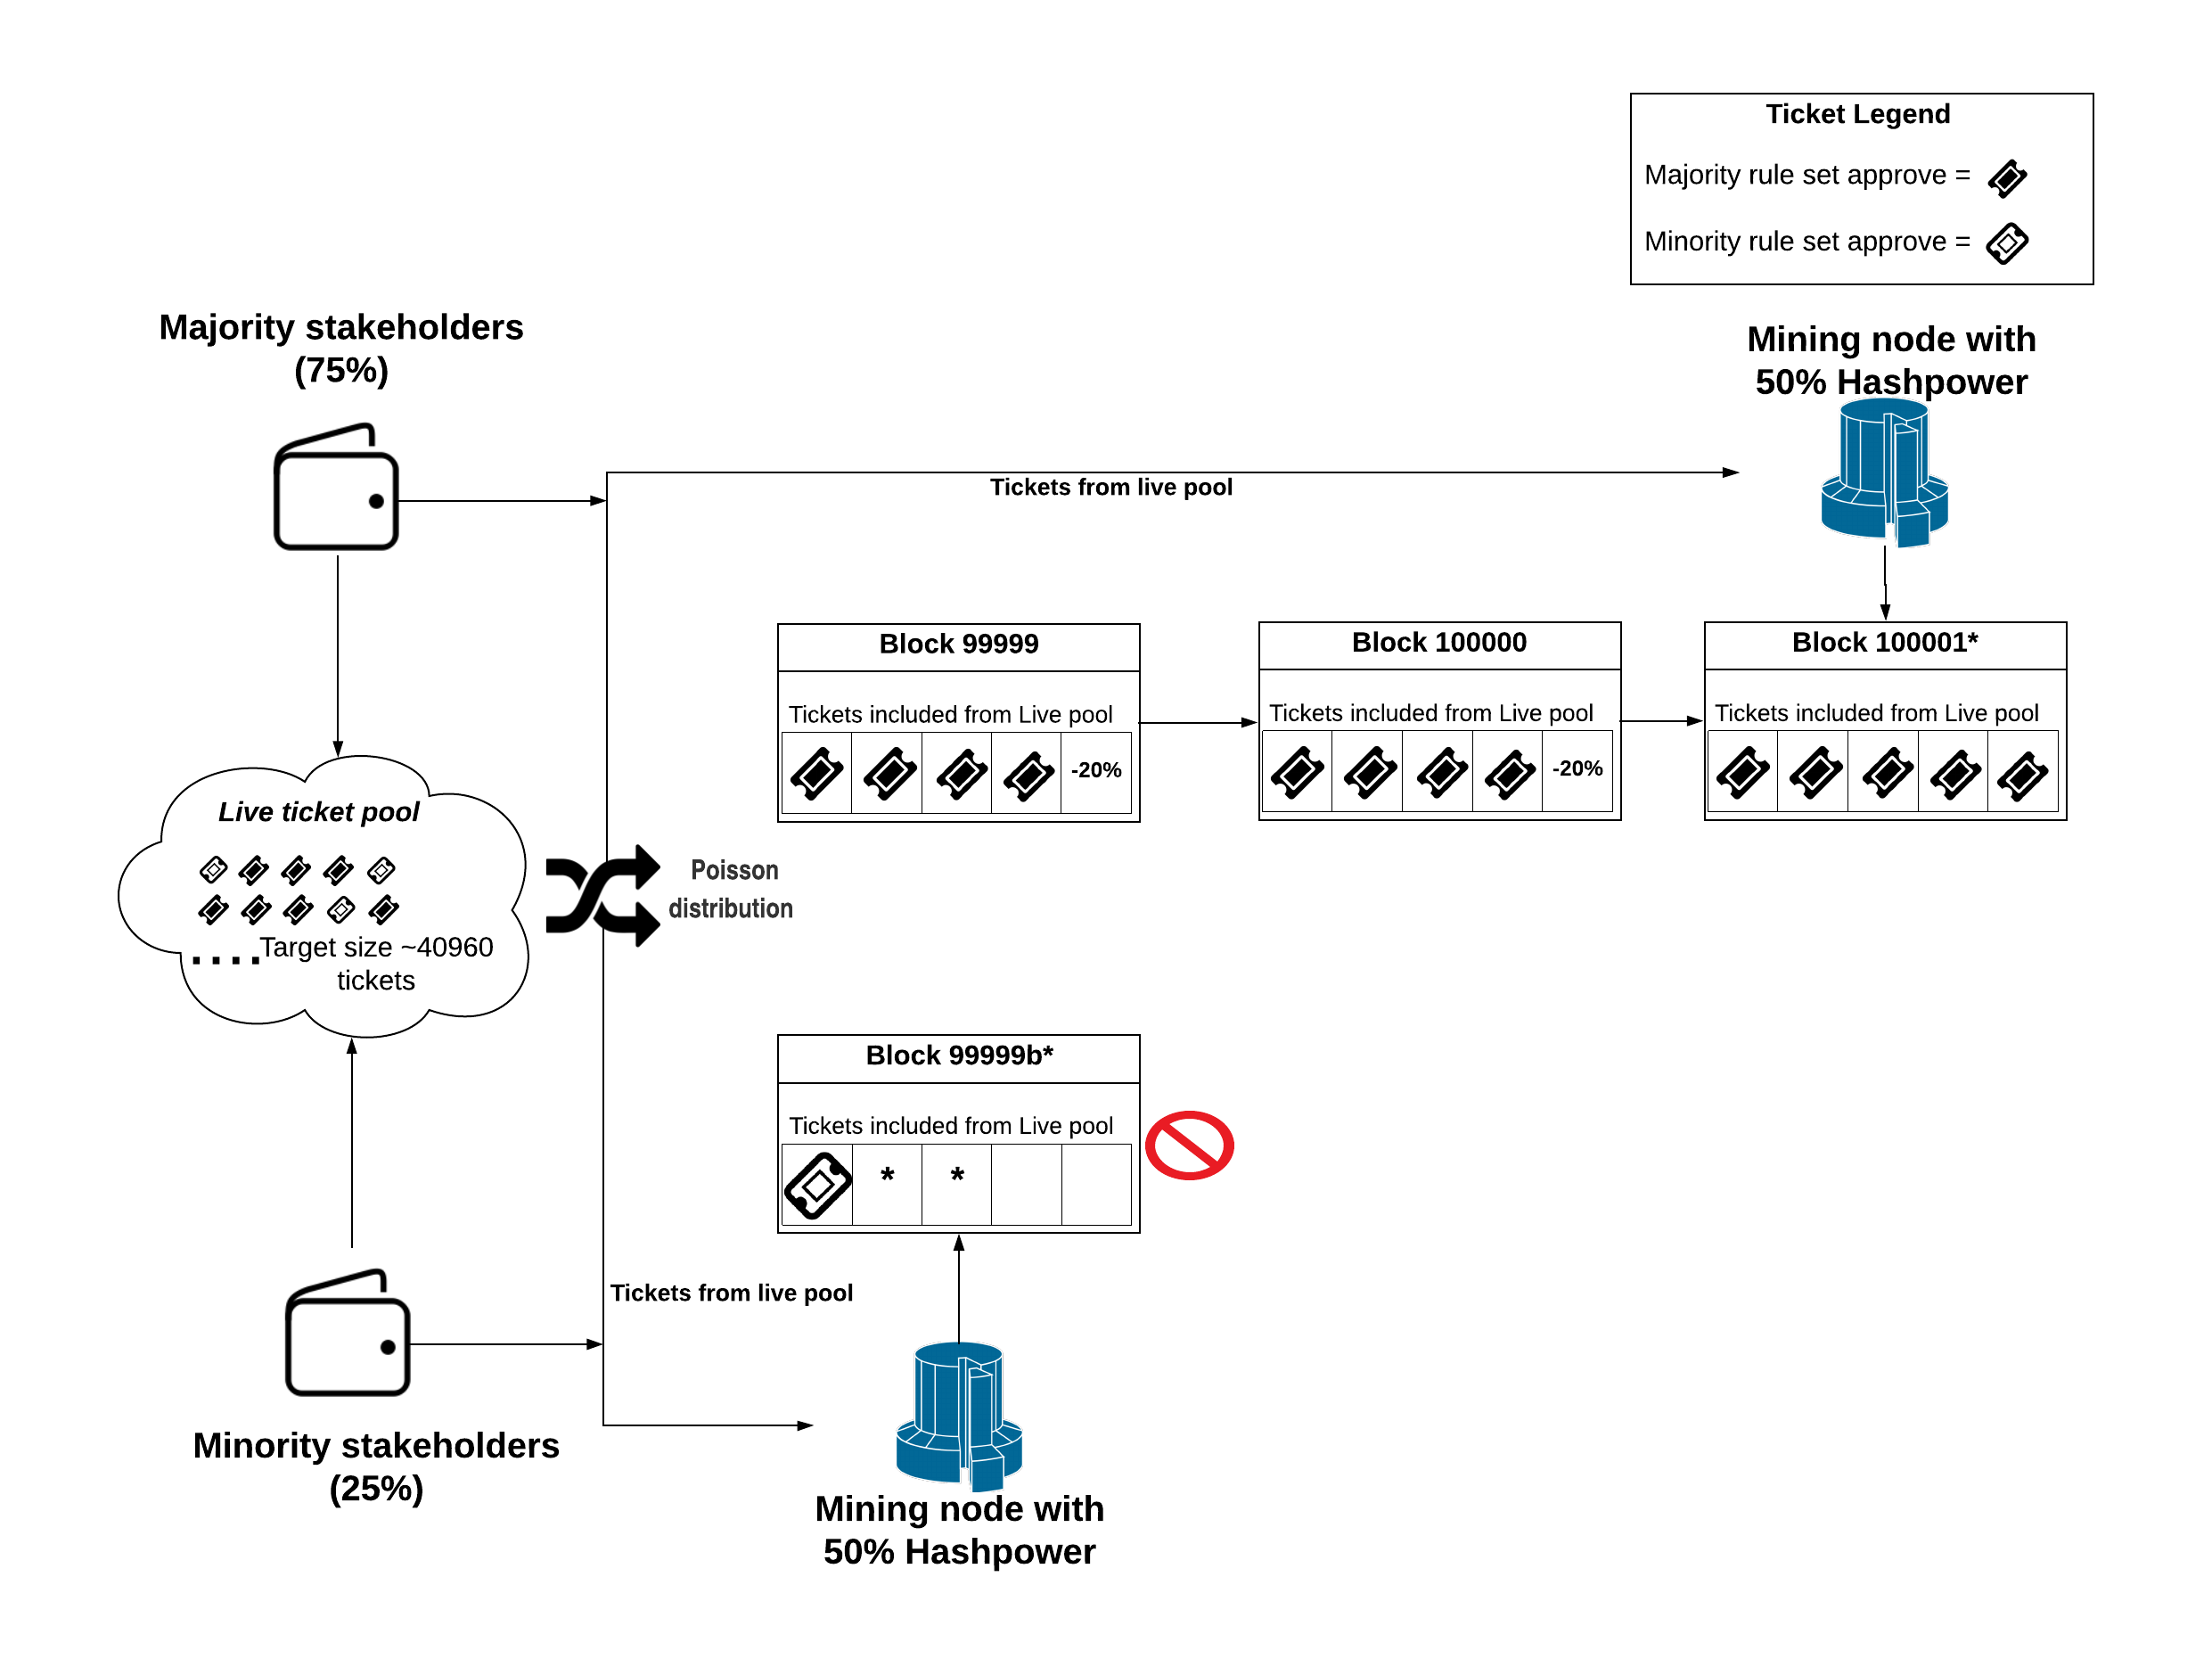 Ticket Legend
Majority rule set approve =
Minority rule set approve =
Majority stakeholders
(75%)
Mining node with
50% Hashpower
Tickets from live pool
Block 99999
Tickets included from Live pool
-20%
Block 100000
Tickets included from Live pool
-20%
Block 100001*
Tickets included from Live pool
Live ticket pool
....Target size ~40960
tickets
Poisson
distribution
Block 99999b*
Tickets included from Live pool
* *
Tickets from live pool
Minority stakeholders
(25%)
Mining node with
50% Hashpower